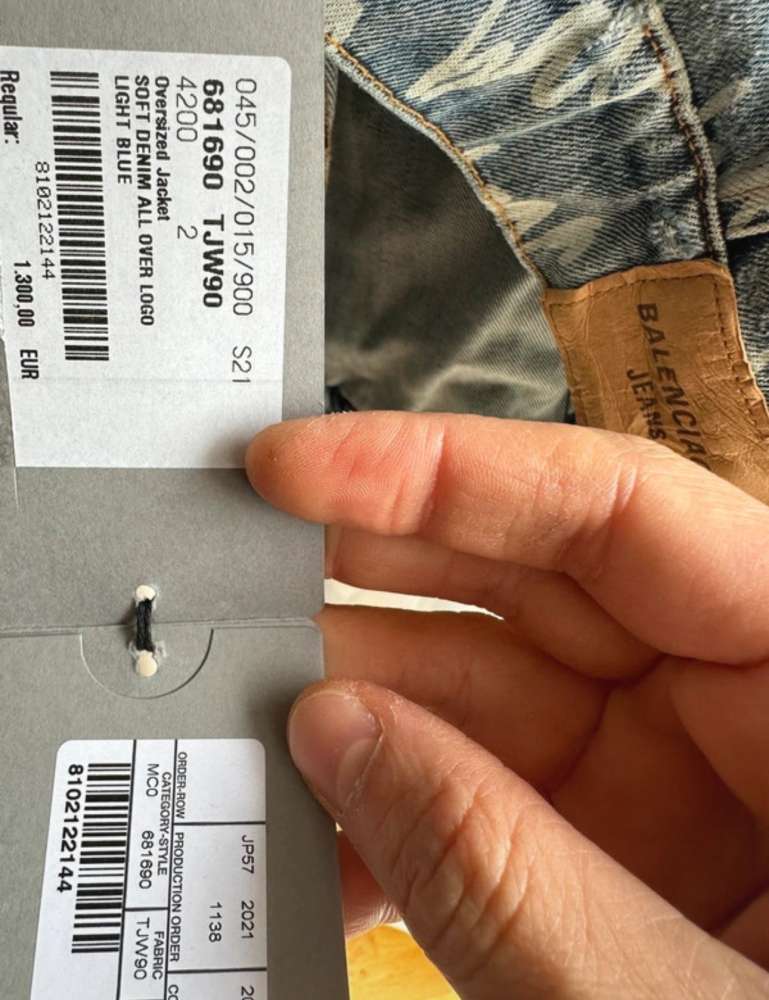 045/002/015/900 S21
681690 TJW90
4200 2
Oversized Jacket
SOFT DENIM ALL OVER LOGO
LIGHT BLUE
8102122144
Regular: 1.300,00 EUR
BALENCIA
JEANS
JP57 2021
1138
ORDER-ROW PRODUCTION ORDER
CATEGORY-STYLE FABRIC
MC0 681690 TJW90
8102122144